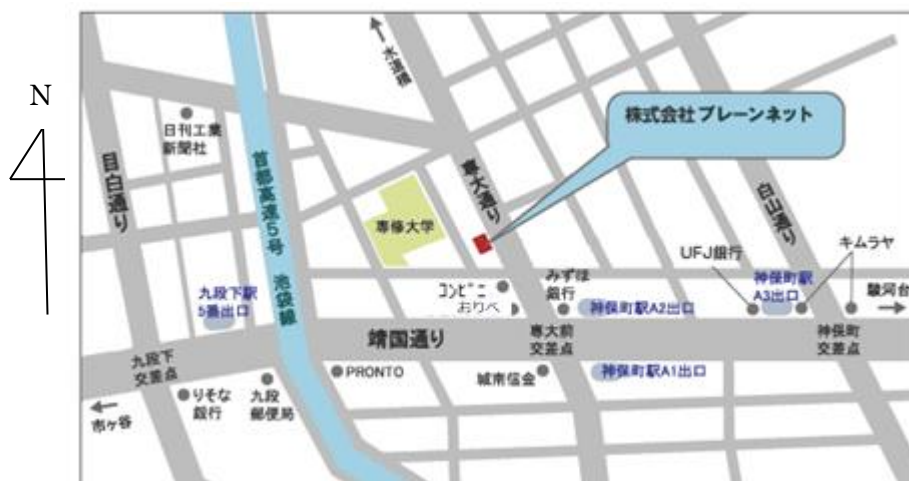 N
水道橋
株式会社 ブレーンネット
日刊工業
新聞社
目白通り
首都高速5号 池袋線
専大通り
白山通り
専修大学
UFJ銀行
キムラヤ
九段下駅
5番出口
コンビニ
おりべ
みずほ
銀行
神保町駅
A3出口
駿河台
神保町駅A2出口
靖国通り
専大前
交差点
神保町
交差点
九段下
交差点
PRONTO
城南信金
神保町駅A1出口
市ヶ谷
りそな
銀行
九段
郵便局